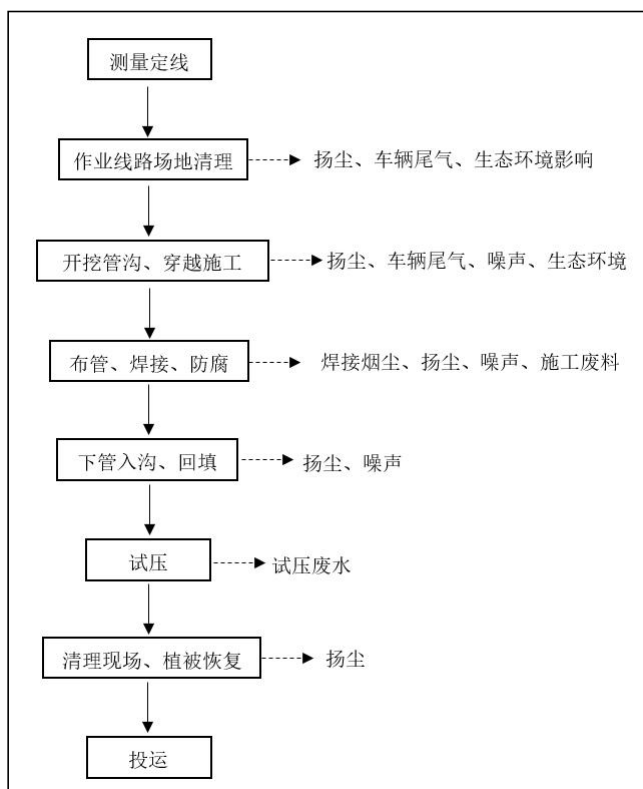 测量定线
作业线路场地清理
扬尘、车辆尾气、生态环境影响
开挖管沟、穿越施工
扬尘、车辆尾气、噪声、生态环境
布管、焊接、防腐
焊接烟尘、扬尘、噪声、施工废料
下管入沟、回填
扬尘、噪声
试压
试压废水
清理现场、植被恢复
扬尘
投运